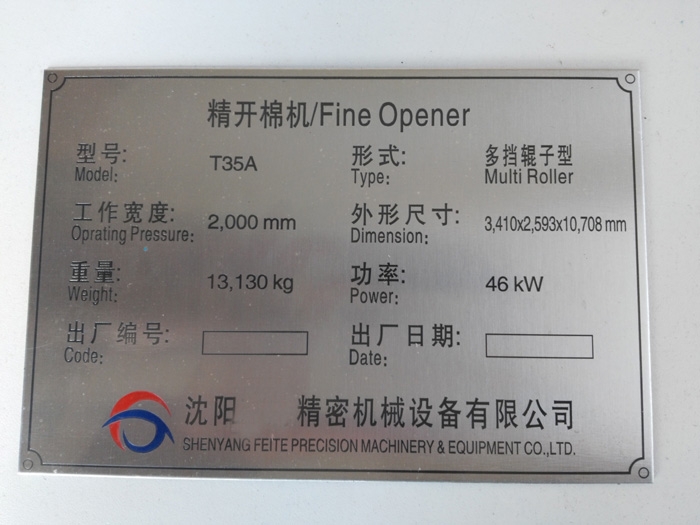 精开棉机/Fine Opener
型号: T35A 形式: 多挡辊子型
Model: Type: Multi Roller
工作宽度: 2,000 mm 外形尺寸: 3,410x2,593x10,708 mm
Oprating Pressure: Dimension:
重量: 13,130 kg 功率: 46 kW
Weight: Power:
出厂编号: 出厂日期:
Code: Date:
沈阳 精密机械设备有限公司
SHENYANG FEITE PRECISION MACHINERY & EQUIPMENT CO.,LTD.